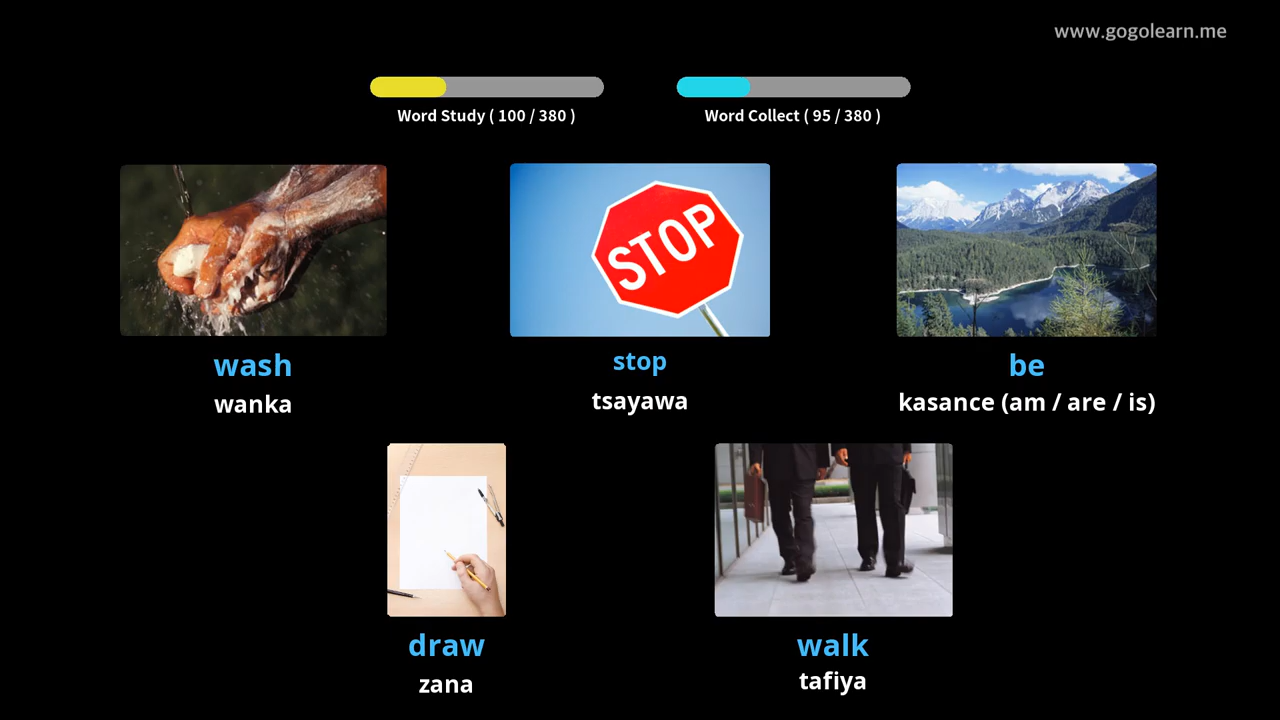 www.gogolearn.me
Word Study ( 100 / 380 )
Word Collect ( 95 / 380 )
STOP
wash
wanka
stop
tsayawa
be
kasance (am / are / is)
draw
zana
walk
tafiya